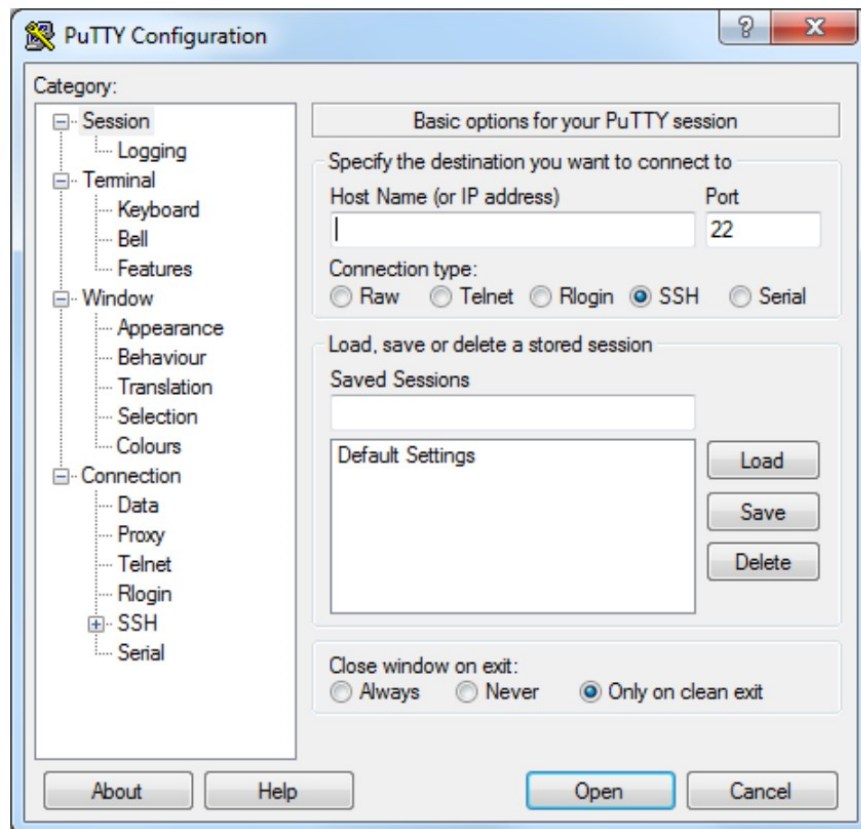 PuTTY Configuration
Category:
Session
Logging
Terminal
Keyboard
Bell
Features
Window
Appearance
Behaviour
Translation
Selection
Colours
Connection
Data
Proxy
Telnet
Rlogin
SSH
Serial
Basic options for your PuTTY session
Specify the destination you want to connect to
Host Name (or IP address) Port
22
Connection type:
Raw Telnet Rlogin SSH Serial
Load, save or delete a stored session
Saved Sessions
Default Settings
Load
Save
Delete
Close window on exit:
Always Never Only on clean exit
About Help Open Cancel